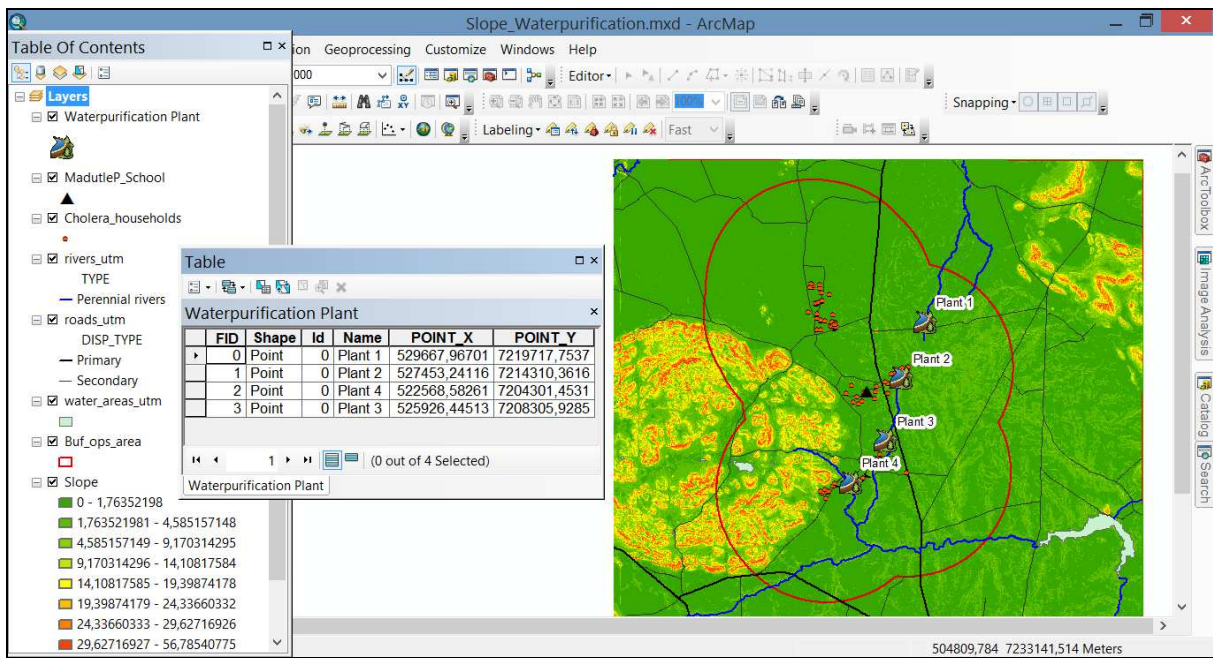 Slope_Waterpurification.mxd - ArcMap
Table Of Contents
ion Geoprocessing Customize Windows Help
000
Editor
100%
Snapping
Labeling
Fast
Layers
Waterpurification Plant
MadutleP_School
Cholera_households
rivers_utm
TYPE
Perennial rivers
roads_utm
DISP_TYPE
Primary
Secondary
water_areas_utm
Buf_ops_area
Slope
0 - 1,76352198
1,763521981 - 4,585157148
4,585157149 - 9,170314295
9,170314296 - 14,10817584
14,10817585 - 19,39874178
19,39874179 - 24,33660332
24,33660333 - 29,62716926
29,62716927 - 56,78540775
Table
Waterpurification Plant
FID Shape Id Name POINT_X POINT_Y
0 Point 0 Plant 1 529667,96701 7219717,7537
1 Point 0 Plant 2 527453,24116 7214310,3616
2 Point 0 Plant 4 522568,58261 7204301,4531
3 Point 0 Plant 3 525926,44513 7208305,9285
1
(0 out of 4 Selected)
Waterpurification Plant
Plant 1
Plant 2
Plant 3
Plant 4
ArcToolbox
Image Analysis
Catalog
Search
504809,784 7233141,514 Meters